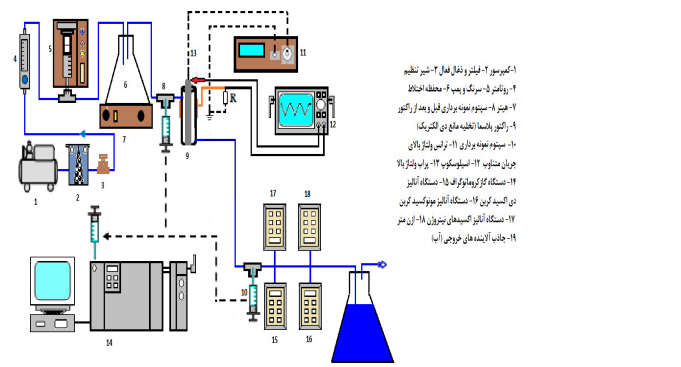 ۱-کمپرسور ۲- فیلتر و ذغال فعال ۳- شیر تنظیم
۴- روتامتر ۵- سرنگ و پمپ ۶- محفظه اختلاط
۷- هیتر ۸- سپتوم نمونه برداری قبل و بعد از راکتور
۹- راکتور پلاسما (تخلیه مانع دی الکتریک)
۱۰- سپتوم نمونه برداری ۱۱- ترانس ولتاژ بالای
جریان متناوب ۱۲- اسیلوسکوپ ۱۳- پراب ولتاژ بالا
۱۴- دستگاه گازکروماتوگراف ۱۵- دستگاه آنالیز
دی اکسید کربن ۱۶- دستگاه آنالیز مونوکسید کربن
۱۷- دستگاه آنالیز اکسیدهای نیتروژن ۱۸- ازن متر
۱۹- جاذب آلاینده های خروجی (آب)
4
5
6
8
13
11
R
12
7
9
1
2
3
17
18
10
14
15
16